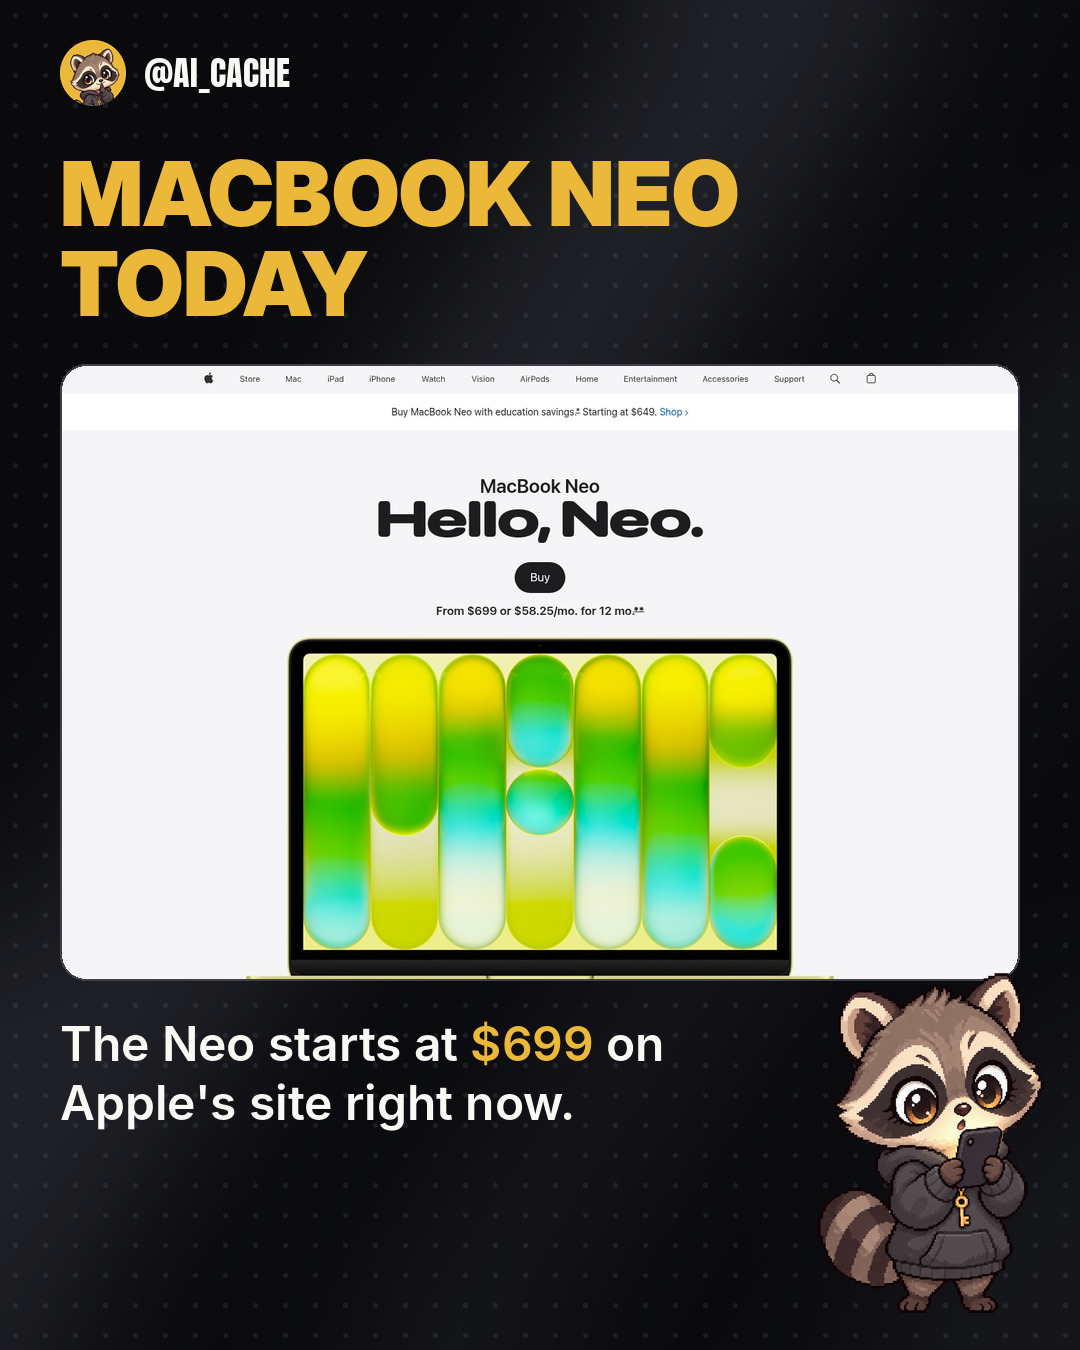 @AI_CACHE
MACBOOK NEO
TODAY
Store Mac iPad iPhone Watch Vision AirPods Home Entertainment Accessories Support
Buy MacBook Neo with education savings.* Starting at $649. Shop >
MacBook Neo
Hello, Neo.
Buy
From $699 or $58.25/mo. for 12 mo.**
The Neo starts at $699 on
Apple's site right now.